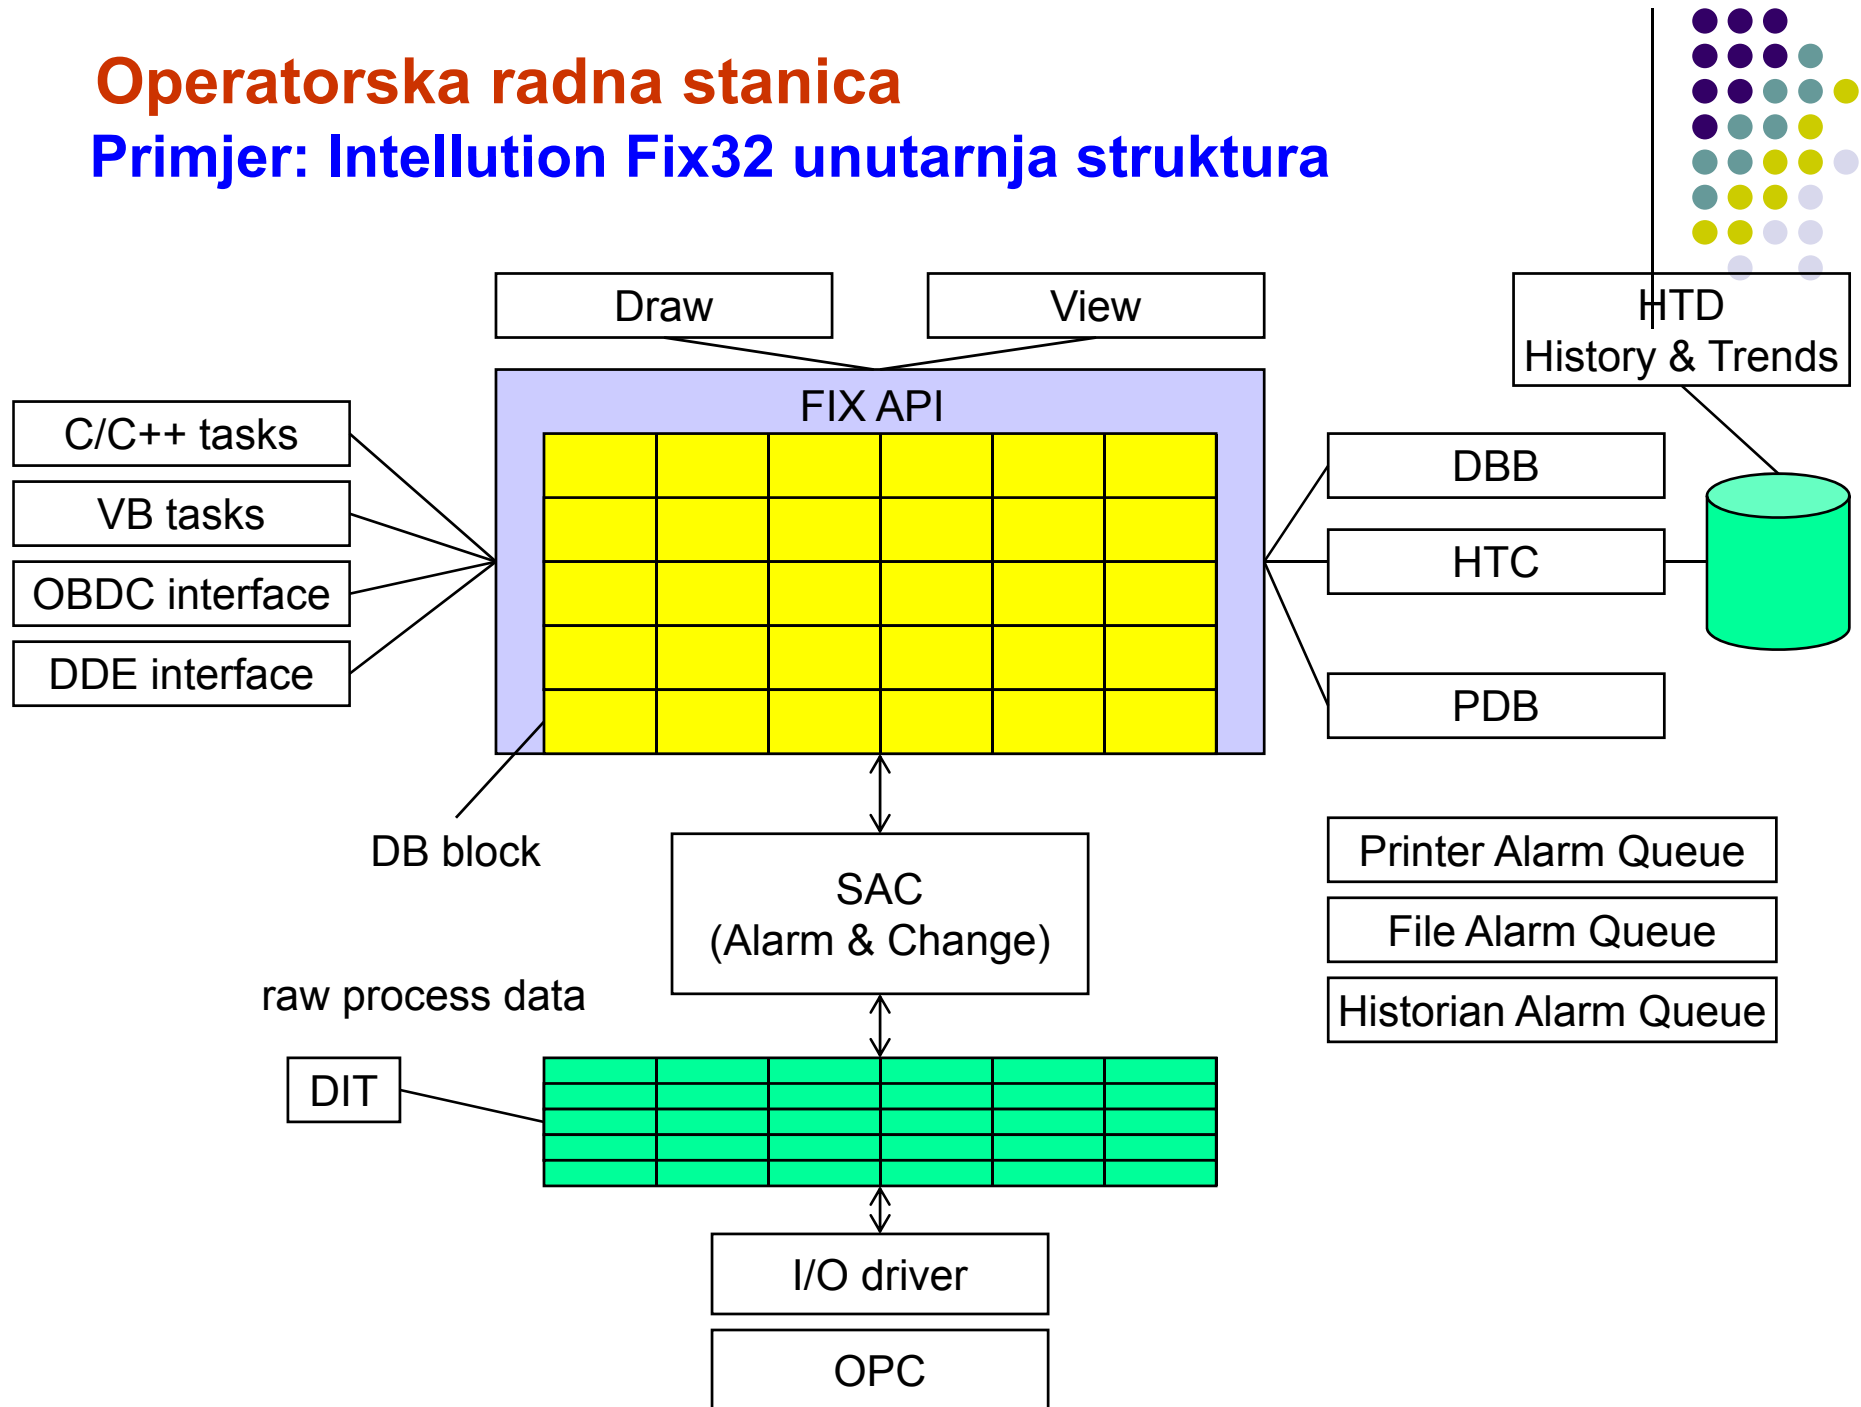 Operatorska radna stanica
Primjer: Intellution Fix32 unutarnja struktura
Draw
View
HTD
History & Trends
FIX API
C/C++ tasks
VB tasks
OBDC interface
DDE interface
DBB
HTC
PDB
DB block
SAC
(Alarm & Change)
Printer Alarm Queue
File Alarm Queue
Historian Alarm Queue
raw process data
DIT
I/O driver
OPC